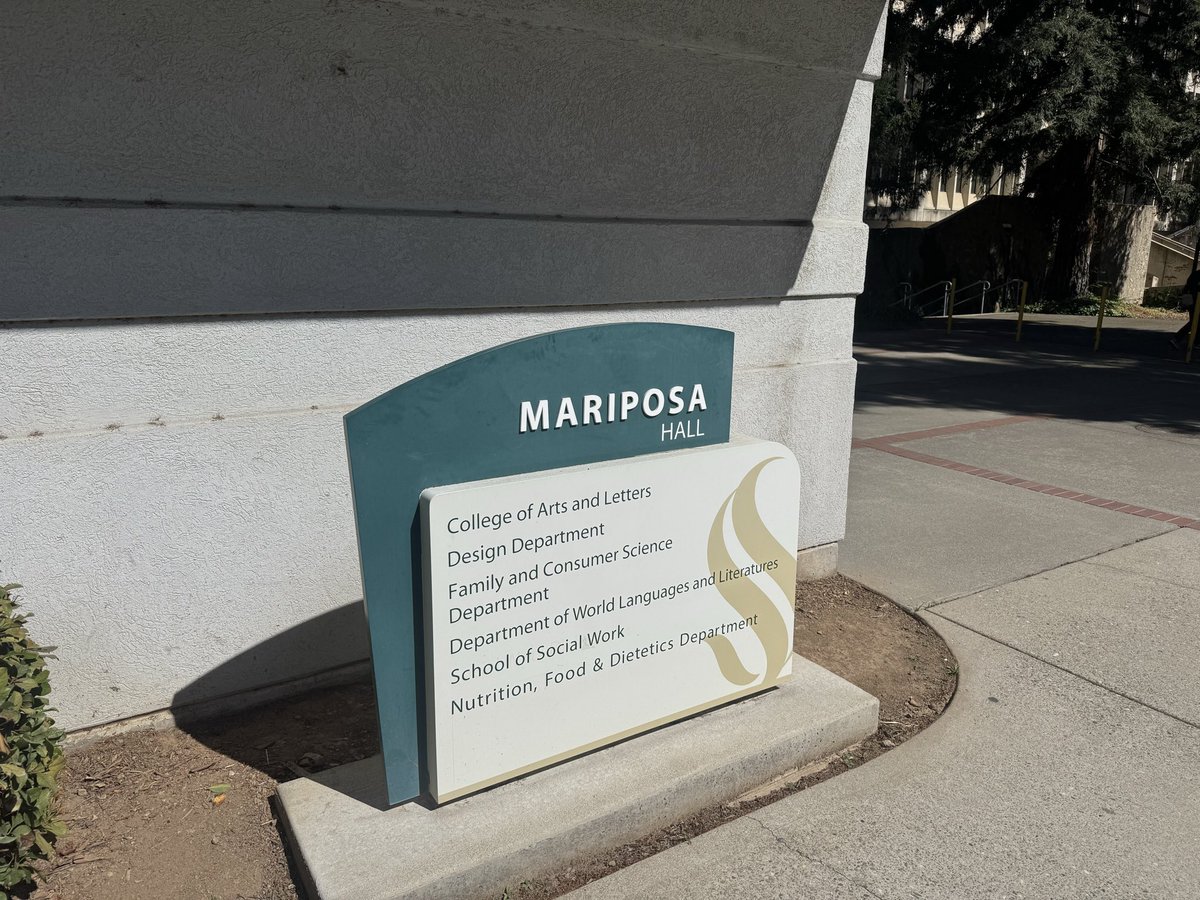 MARIPOSA
HALL
College of Arts and Letters
Design Department
Family and Consumer Science
Department
Department of World Languages and Literatures
School of Social Work
Nutrition, Food & Dietetics Department